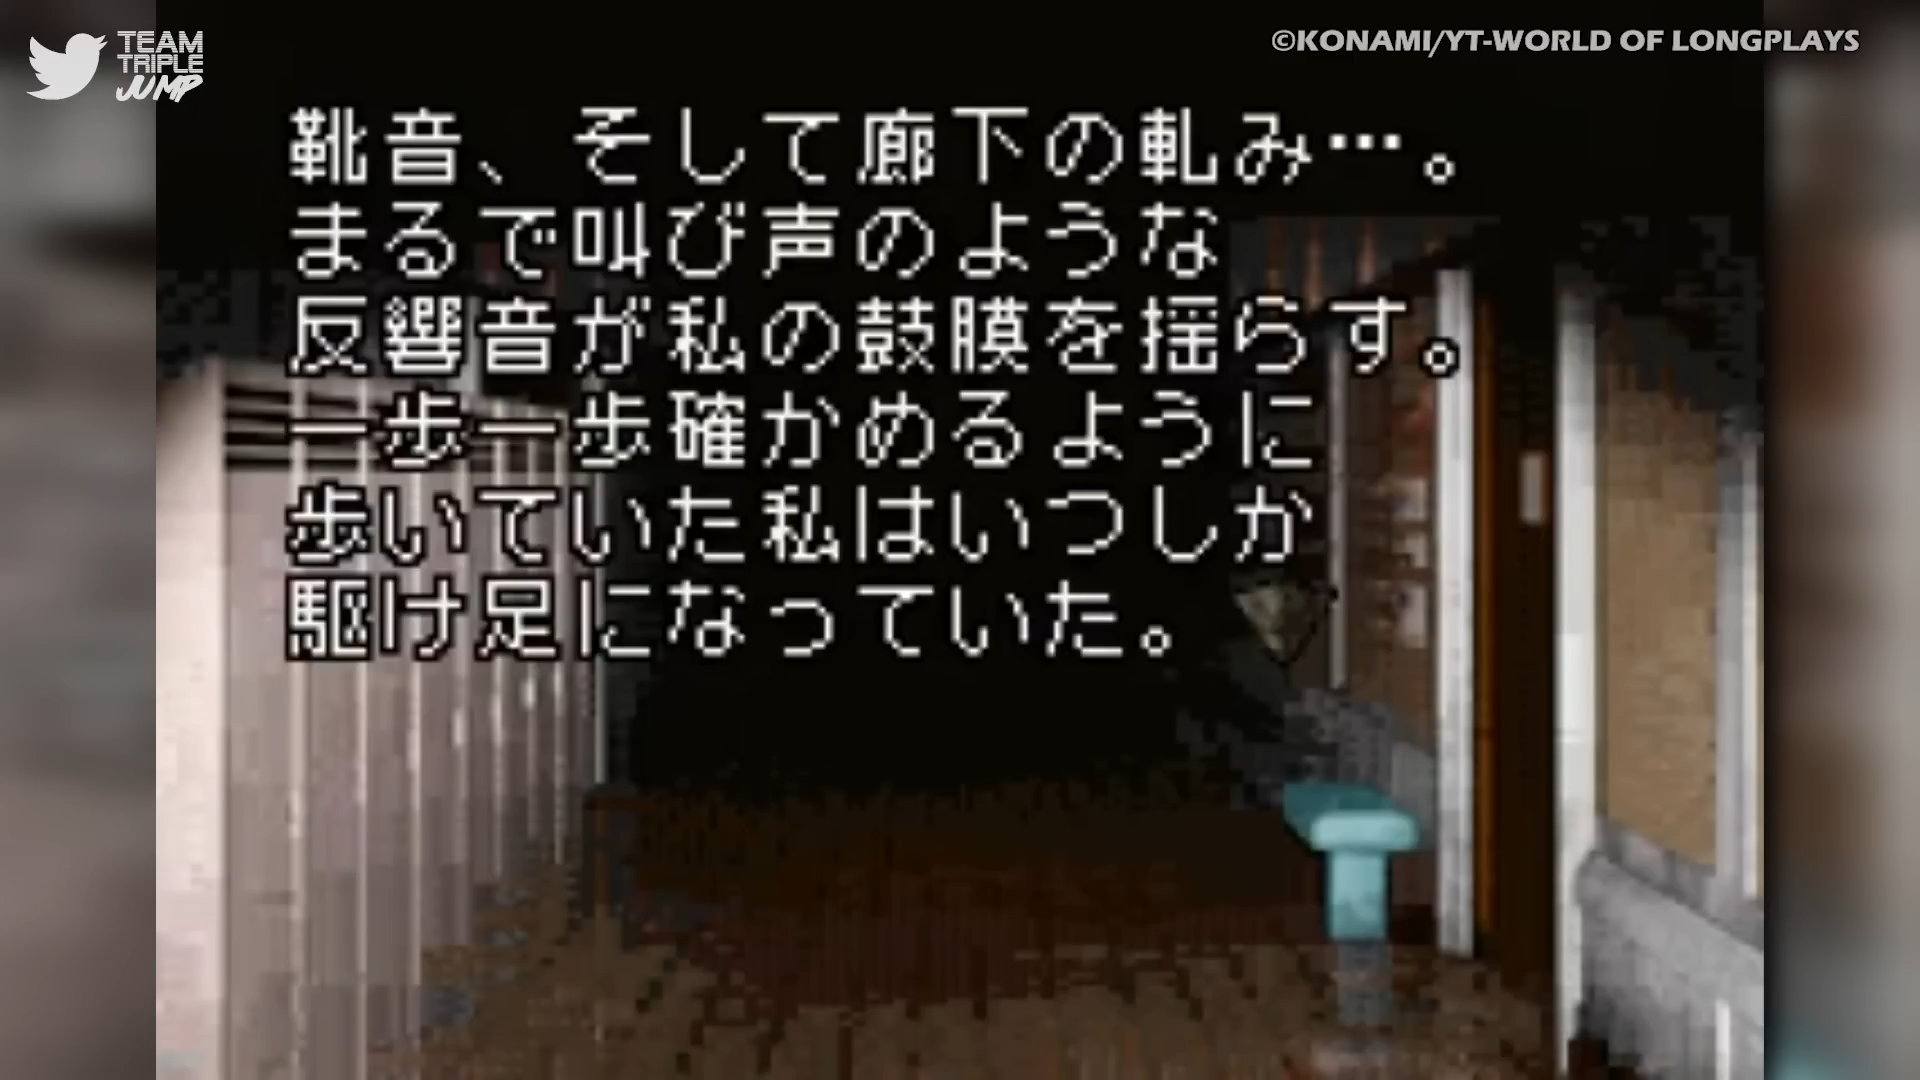 TEAM
TRIPLE
JUMP
©KONAMI/YT-WORLD OF LONGPLAYS
靴音、そして廊下の軋み…。
まるで叫び声のような
反響音が私の鼓膜を揺らす。
一歩一歩確かめるように
歩いていた私はいつしか
駆け足になっていた。